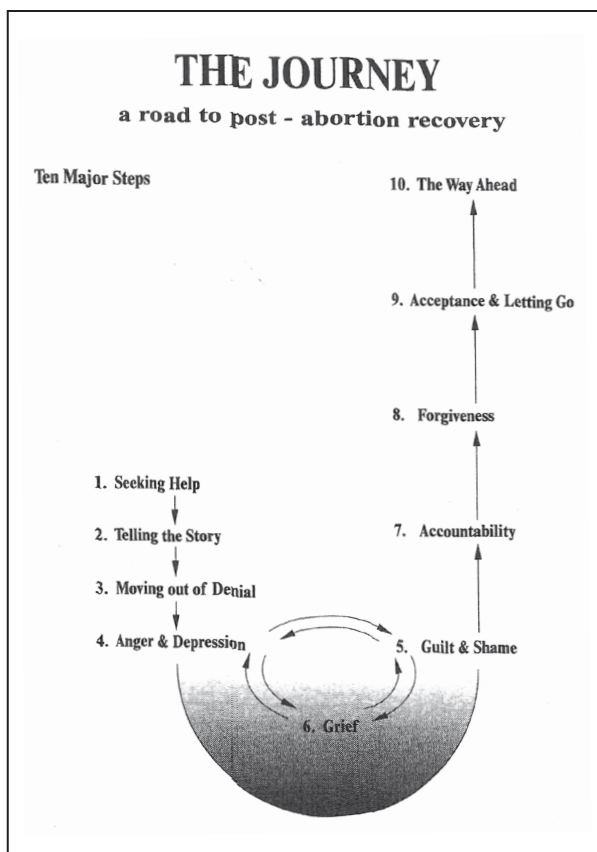 THE JOURNEY
a road to post - abortion recovery
Ten Major Steps
1. Seeking Help
2. Telling the Story
3. Moving out of Denial
4. Anger & Depression
5. Guilt & Shame
6. Grief
7. Accountability
8. Forgiveness
9. Acceptance & Letting Go
10. The Way Ahead